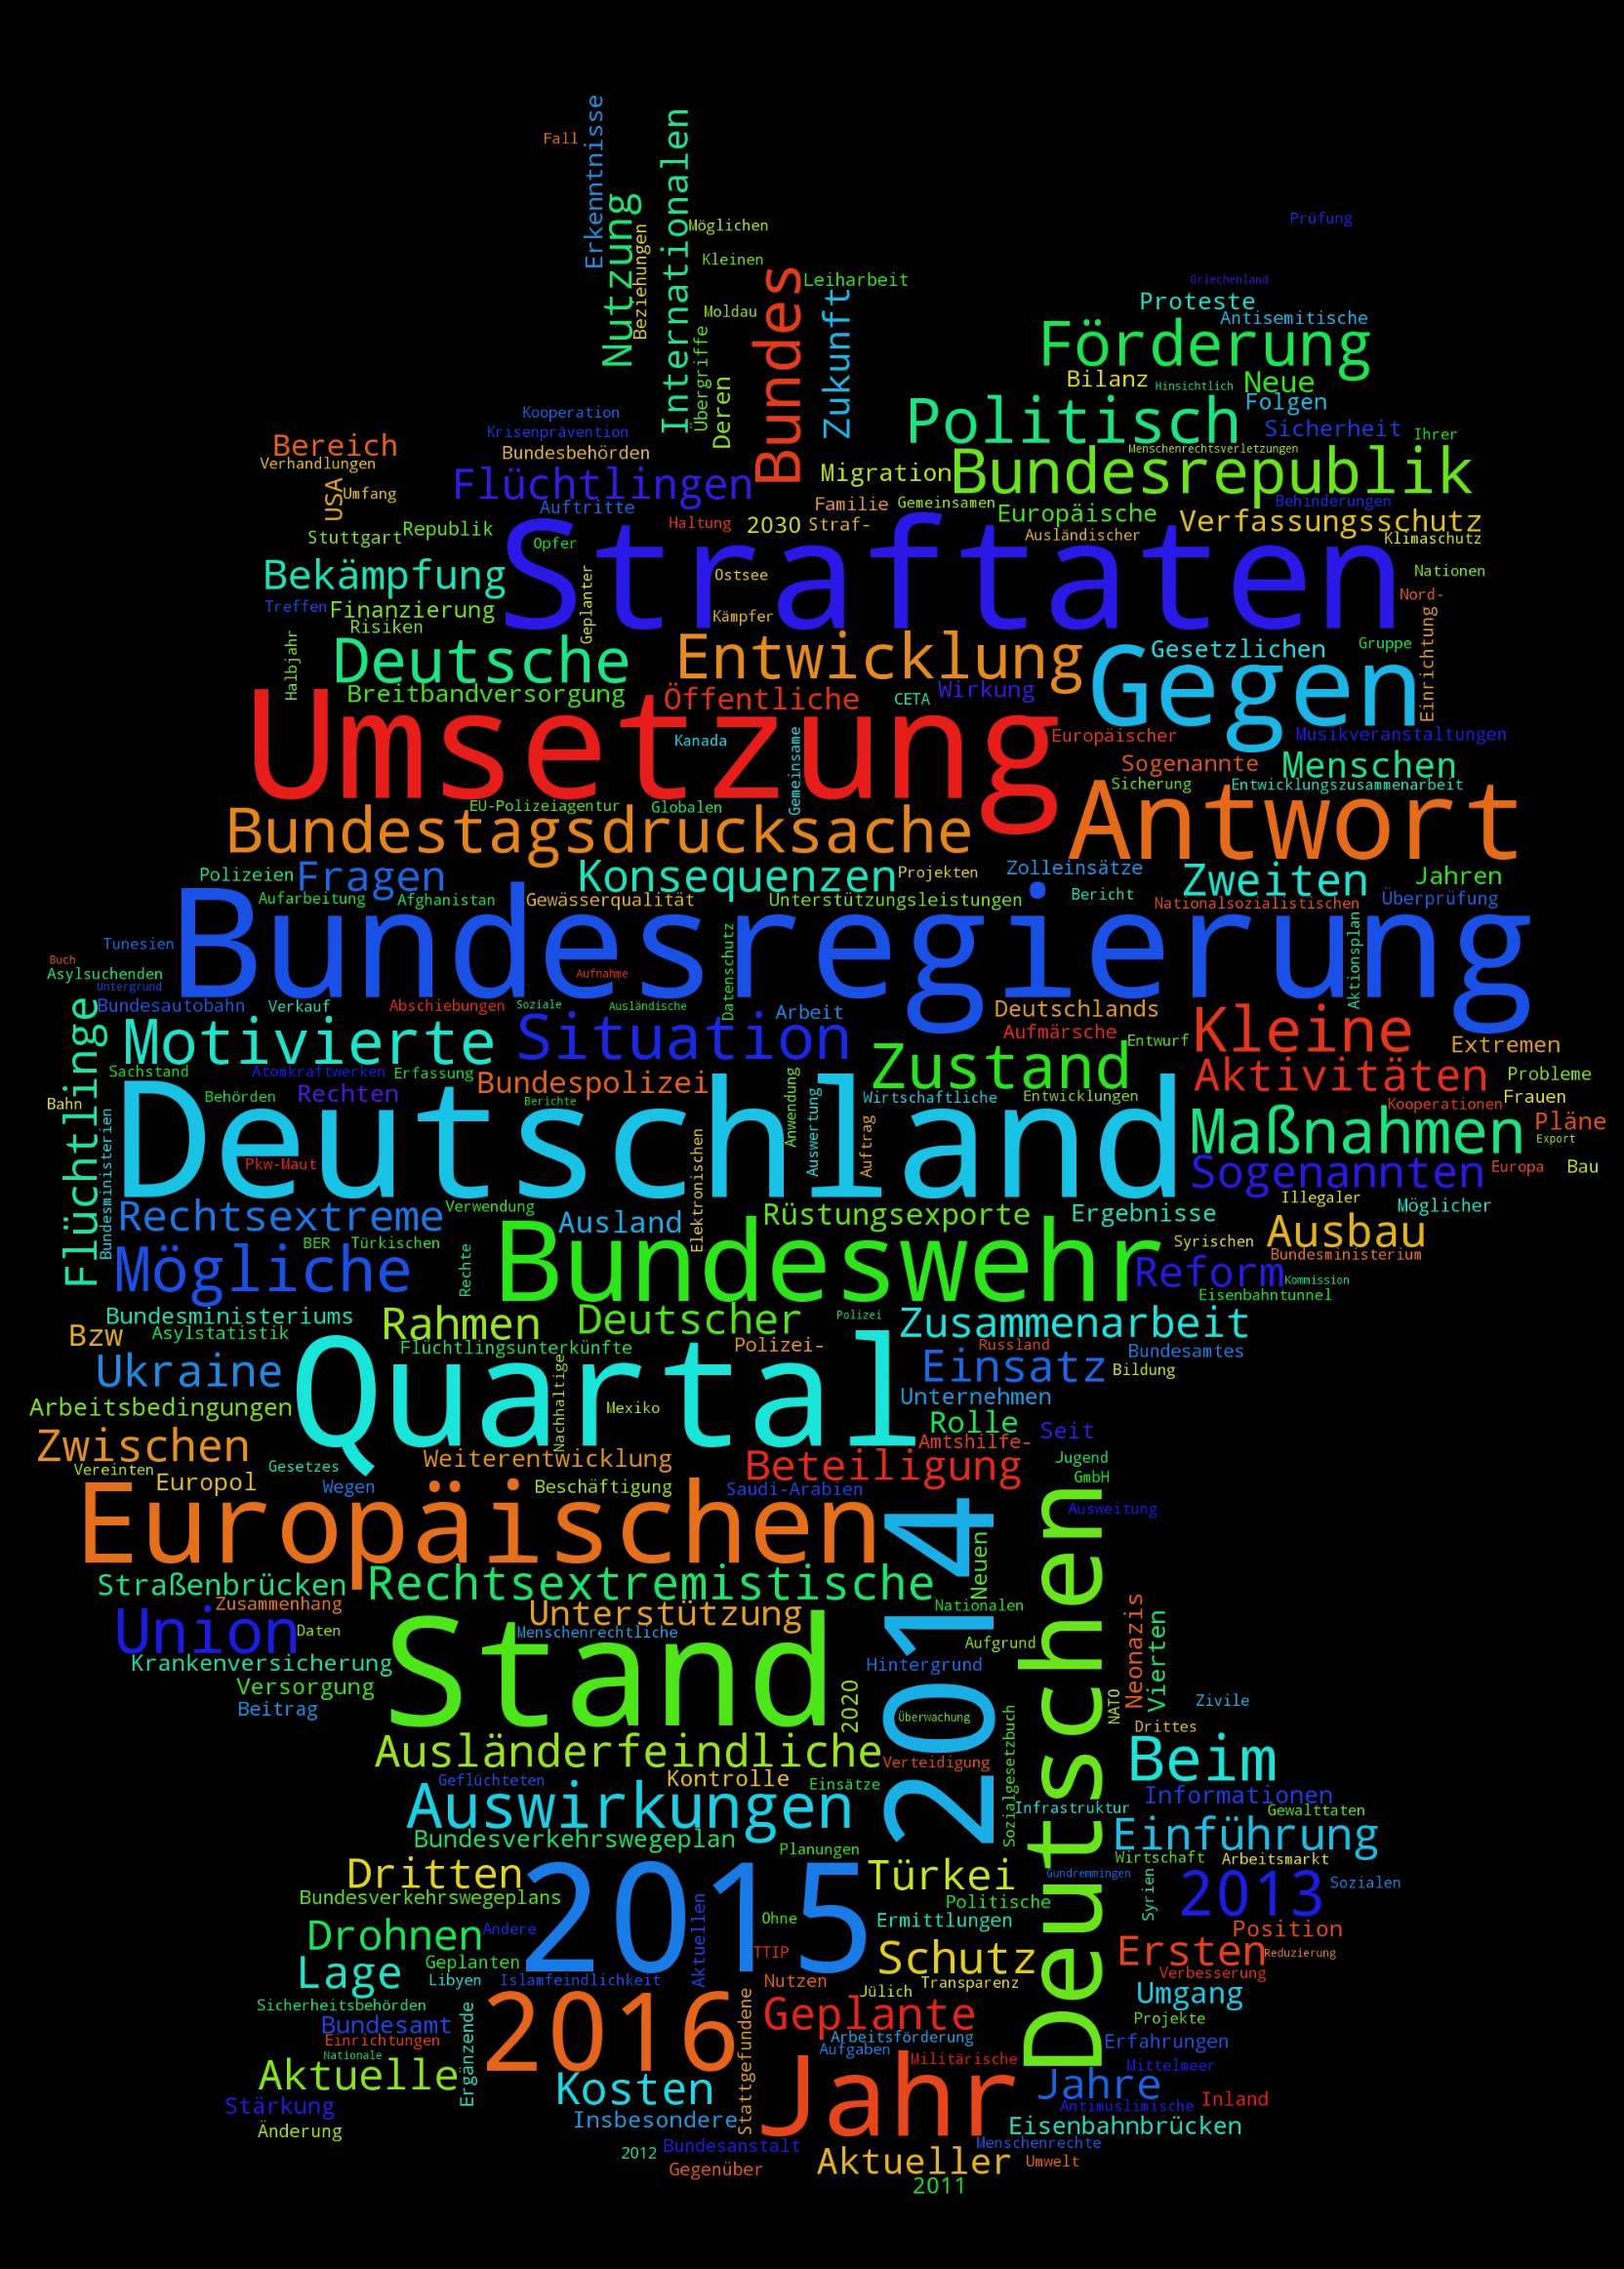 Erkenntnisse
Fall
Internationalen
Nutzung
Möglichen
Beziehungen
Prüfung
Kleinen
Bundes
Leiharbeit
Griechenland
Zukunft
Proteste
Moldau
Antisemitische
Übergriffe
Förderung
Deren
Bilanz
Hinsichtlich
Neue
Politisch
Folgen
Kooperation
Krisenprävention
Sicherheit
Ihrer
Bereich
Bundesbehörden
Menschenrechtsverletzungen
Verhandlungen
Flüchtlingen
Migration
Bundesrepublik
USA
Umfang
Auftritte
Familie
Gemeinsamen
Behinderungen
Haltung
2030
Straf-
Europäische
Verfassungsschutz
Stuttgart
Republik
Straftaten
Opfer
Ausländischer
Klimaschutz
Bekämpfung
Geplanter
Ostsee
Nationen
Treffen
Finanzierung
Kämpfer
Nord-
Risiken
Einrichtung
Halbjahr
Deutsche
Entwicklung
Gegen
Gesetzlichen
Gruppe
Breitbandversorgung
Öffentliche
CETA
Wirkung
Umsetzung
Kanada
Gemeinsame
Europäischer
Musikveranstaltungen
Sogenannte
Menschen
Sicherung
Entwicklungszusammenarbeit
EU-Polizeiagentur
Globalen
Antwort
Bundestagsdrucksache
Polizeien
Fragen
Konsequenzen
Projekten
Zolleinsätze
Zweiten
Jahren
Aufarbeitung
Afghanistan
Gewässerqualität
Unterstützungsleistungen
Bericht
Nationalsozialistischen
Überprüfung
Bundesregierung
Tunesien
Datenschutz
Aktionsplan
Buch
Asylsuchenden
Aufnahme
Untergrund
Bundesautobahn
Verkauf
Abschiebungen
Soziale
Ausländische
Arbeit
Deutschlands
Flüchtlinge
Motivierte
Situation
Aufmärsche
Entwurf
Kleine
Extremen
Sachstand
Atomkraftwerken
Erfassung
Zustand
Aktivitäten
Probleme
Bahn
Behörden
Rechten
Bundespolizei
Berichte
Anwendung
Auswertung
Wirtschaftliche
Entwicklungen
Kooperationen
Frauen
Deutschland
Bundesministerien
Auftrag
Maßnahmen
Pläne
Export
Pkw-Maut
Elektronischen
Sogenannten
Europa
Bau
Rechtsextreme
Verwendung
Ausland
Rüstungsexporte
Ergebnisse
Illegaler
Möglicher
BER
Türkischen
Bundeswehr
Syrischen
Ausbau
Mögliche
Rechte
Reform
Bundesministerium
Kommission
Eisenbahntunnel
Bundesministeriums
Rahmen
Deutscher
Polizei
Zusammenarbeit
Bzw
Asylstatistik
Flüchtlingsunterkünfte
Polizei-
Russland
Bundesamtes
Ukraine
Quartal
Einsatz
Bildung
Arbeitsbedingungen
Nachhaltige
Mexiko
Unternehmen
Rolle
Seit
Zwischen
Weiterentwicklung
Amtshilfe-
Vereinten
Gesetzes
Beteiligung
Jugend
Europol
Wegen
Beschäftigung
Saudi-Arabien
GmbH
Europäischen
2014
Deutschen
Ausweitung
Neuen
Straßenbrücken
Rechtsextremistische
Zusammenhang
Unterstützung
Nationalen
Neonazis
Union
Daten
Menschenrechtliche
Vierten
Krankenversicherung
Stand
Aufgrund
Hintergrund
Versorgung
2020
NATO
Zivile
Beitrag
Überwachung
Sozialgesetzbuch
Drittes
Ausländerfeindliche
Verteidigung
Beim
Geflüchteten
Kontrolle
Einsätze
Auswirkungen
Informationen
Infrastruktur
Gewalttaten
Bundesverkehrswegeplan
Planungen
Einführung
Dritten
2015
Türkei
Wirtschaft
Arbeitsmarkt
Gundremmingen
Bundesverkehrswegeplans
Politische
Syrien
2013
Sozialen
Drohnen
Andere
Aktuellen
Ohne
Ermittlungen
Position
Geplanten
TTIP
Schutz
Ersten
Reduzierung
Lage
Libyen
Islamfeindlichkeit
Nutzen
Transparenz
Verbesserung
Jülich
Umgang
Sicherheitsbehörden
2016
Stattgefundene
Geplante
Projekte
Bundesamt
Ergänzende
Arbeitsförderung
Erfahrungen
Einrichtungen
Aufgaben
Nationale
Militärische
Mittelmeer
Aktuelle
Kosten
Jahr
Jahre
Stärkung
Antimuslimische
Inland
Änderung
Insbesondere
Eisenbahnbrücken
2012
Bundesanstalt
Menschenrechte
Gegenüber
Aktueller
Umwelt
2011